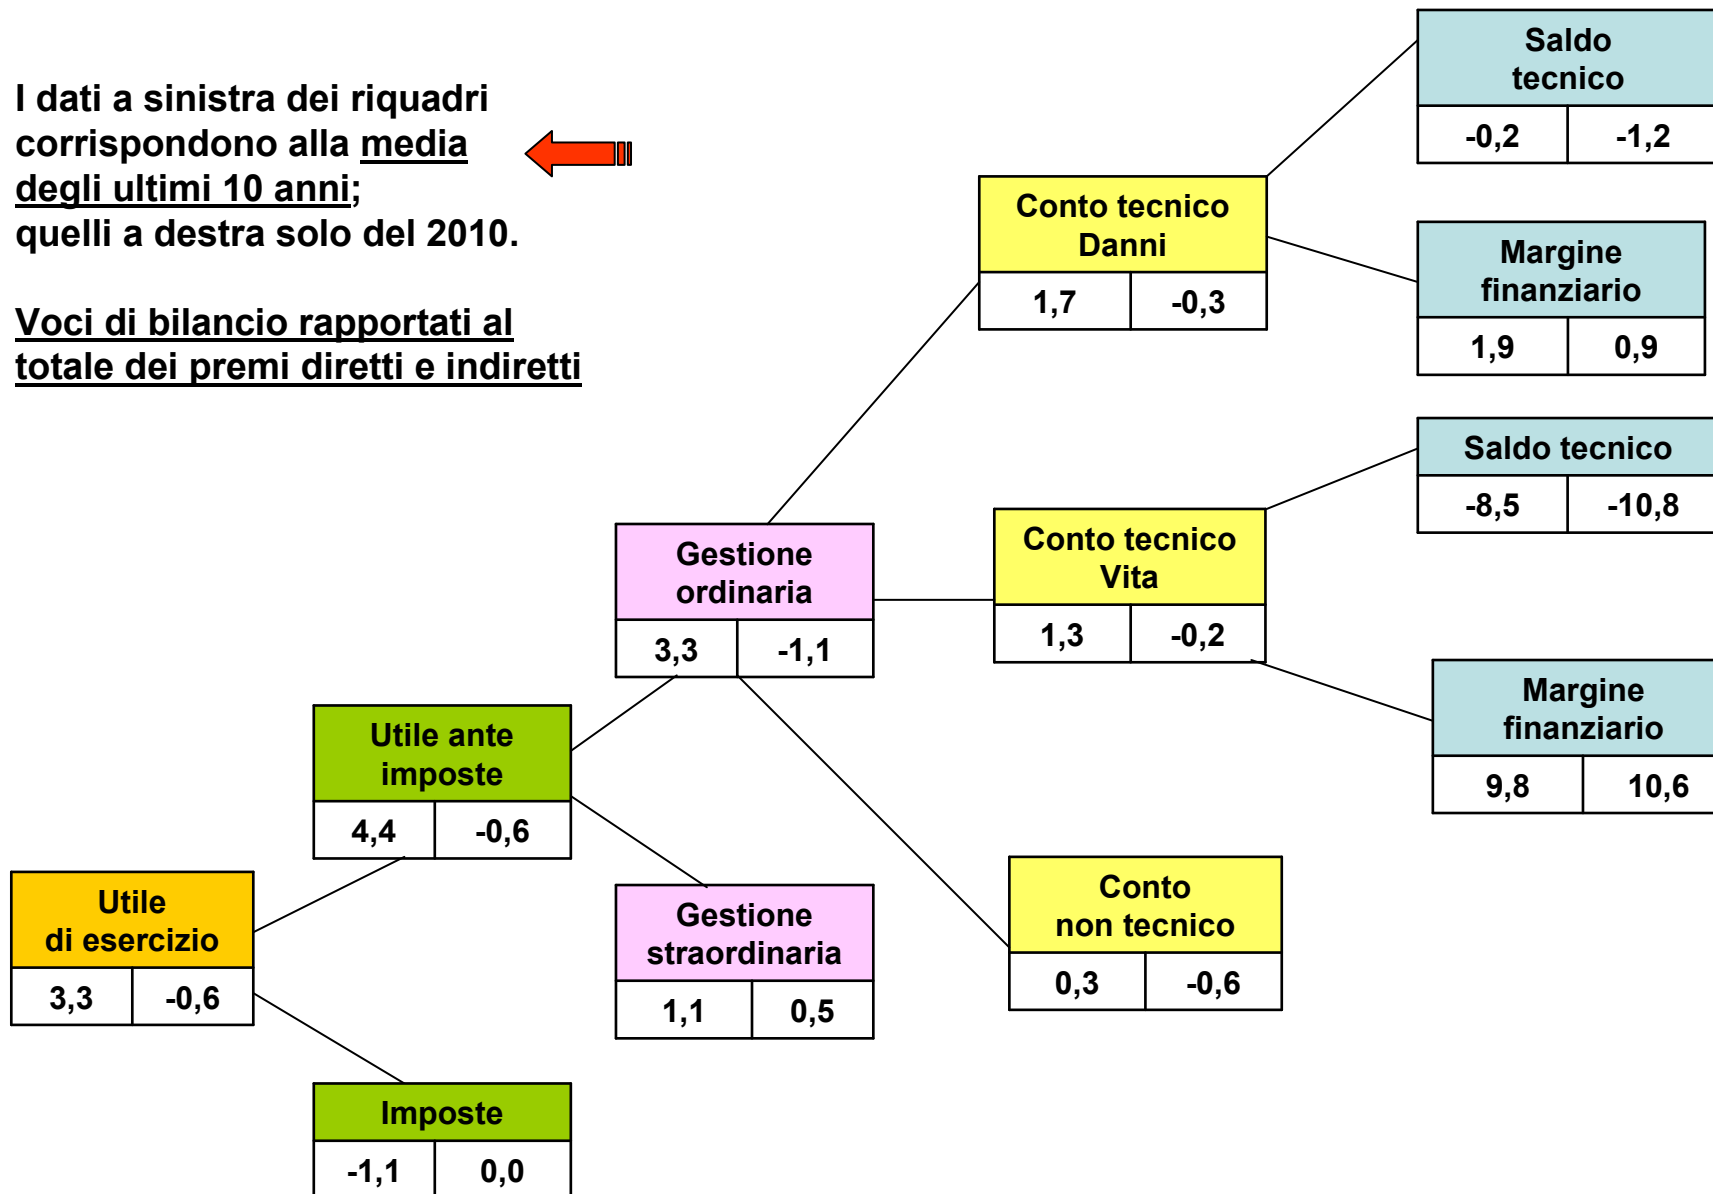 I dati a sinistra dei riquadri
corrispondono alla media
degli ultimi 10 anni;
quelli a destra solo del 2010.
Voci di bilancio rapportati al
totale dei premi diretti e indiretti
Saldo
tecnico
-0,2 -1,2
Conto tecnico
Danni
1,7 -0,3
Margine
finanziario
1,9 0,9
Saldo tecnico
-8,5 -10,8
Gestione
ordinaria
3,3 -1,1
Conto tecnico
Vita
1,3 -0,2
Margine
finanziario
9,8 10,6
Utile ante
imposte
4,4 -0,6
Utile
di esercizio
3,3 -0,6
Gestione
straordinaria
1,1 0,5
Conto
non tecnico
0,3 -0,6
Imposte
-1,1 0,0